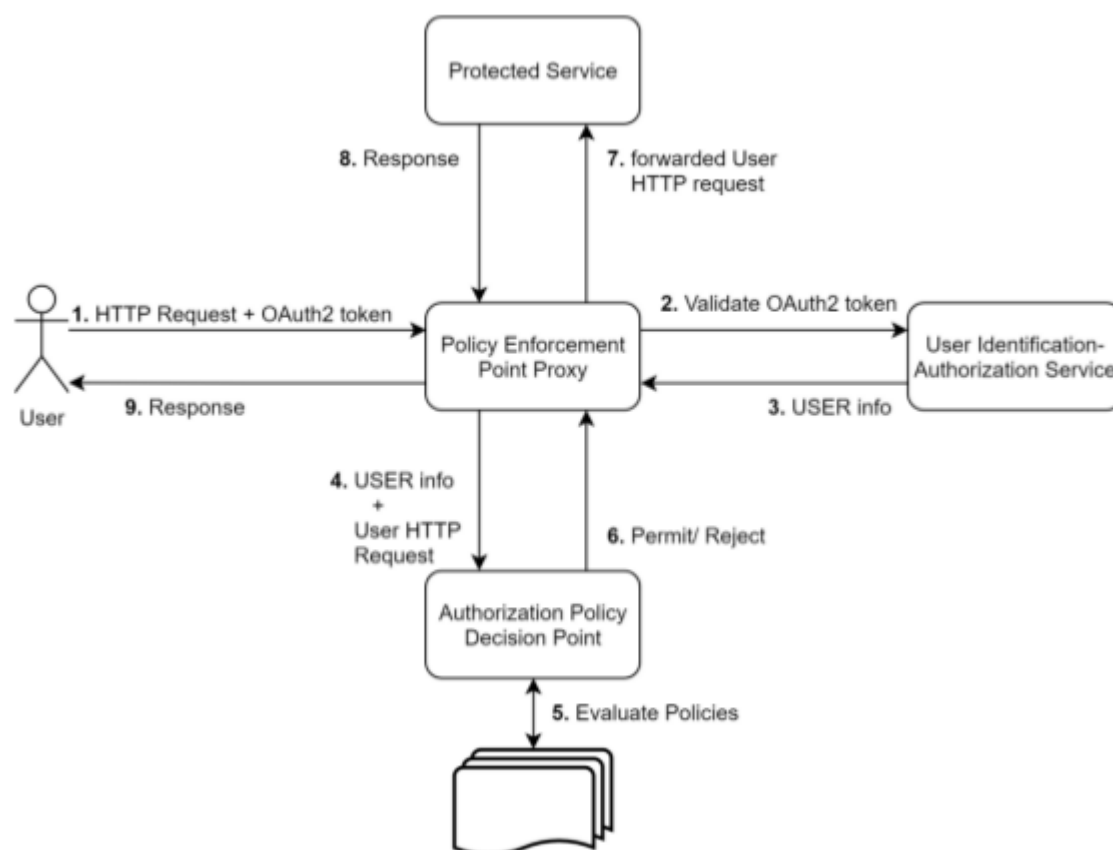 Protected Service
8. Response
7. forwarded User
HTTP request
1. HTTP Request + OAuth2 token
2. Validate OAuth2 token
Policy Enforcement
Point Proxy
User Identification-
Authorization Service
9. Response
3. USER info
User
4. USER info
+
User HTTP
Request
6. Permit/ Reject
Authorization Policy
Decision Point
5. Evaluate Policies